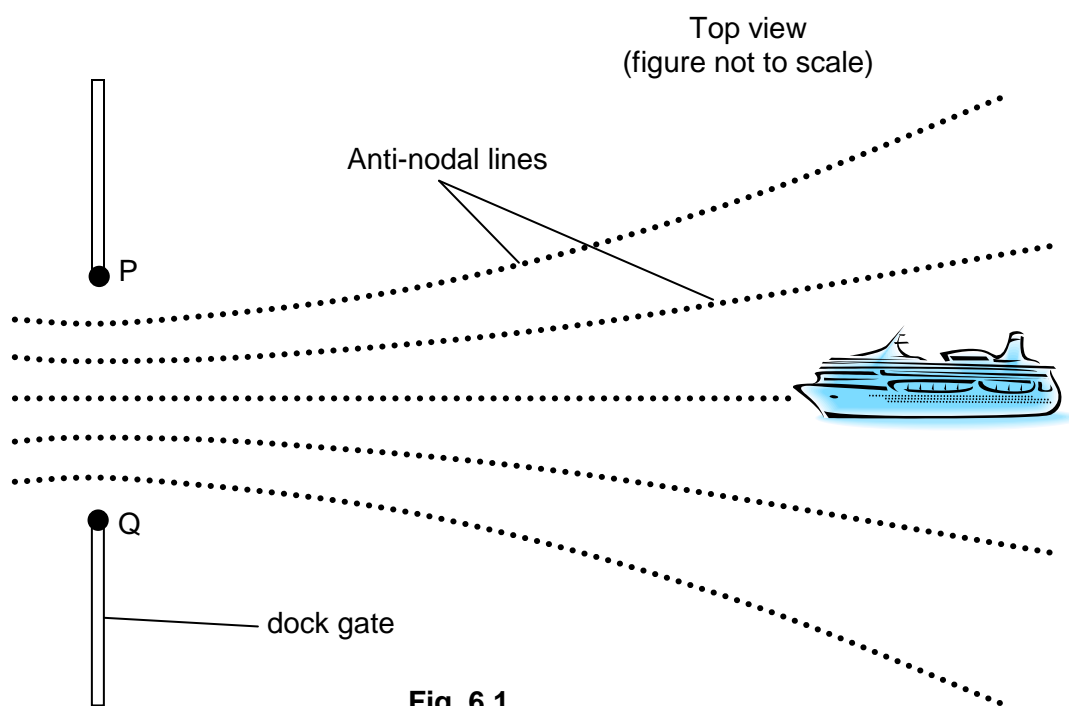 Top view
(figure not to scale)
Anti-nodal lines
P
Q
dock gate
Fig. 6.1